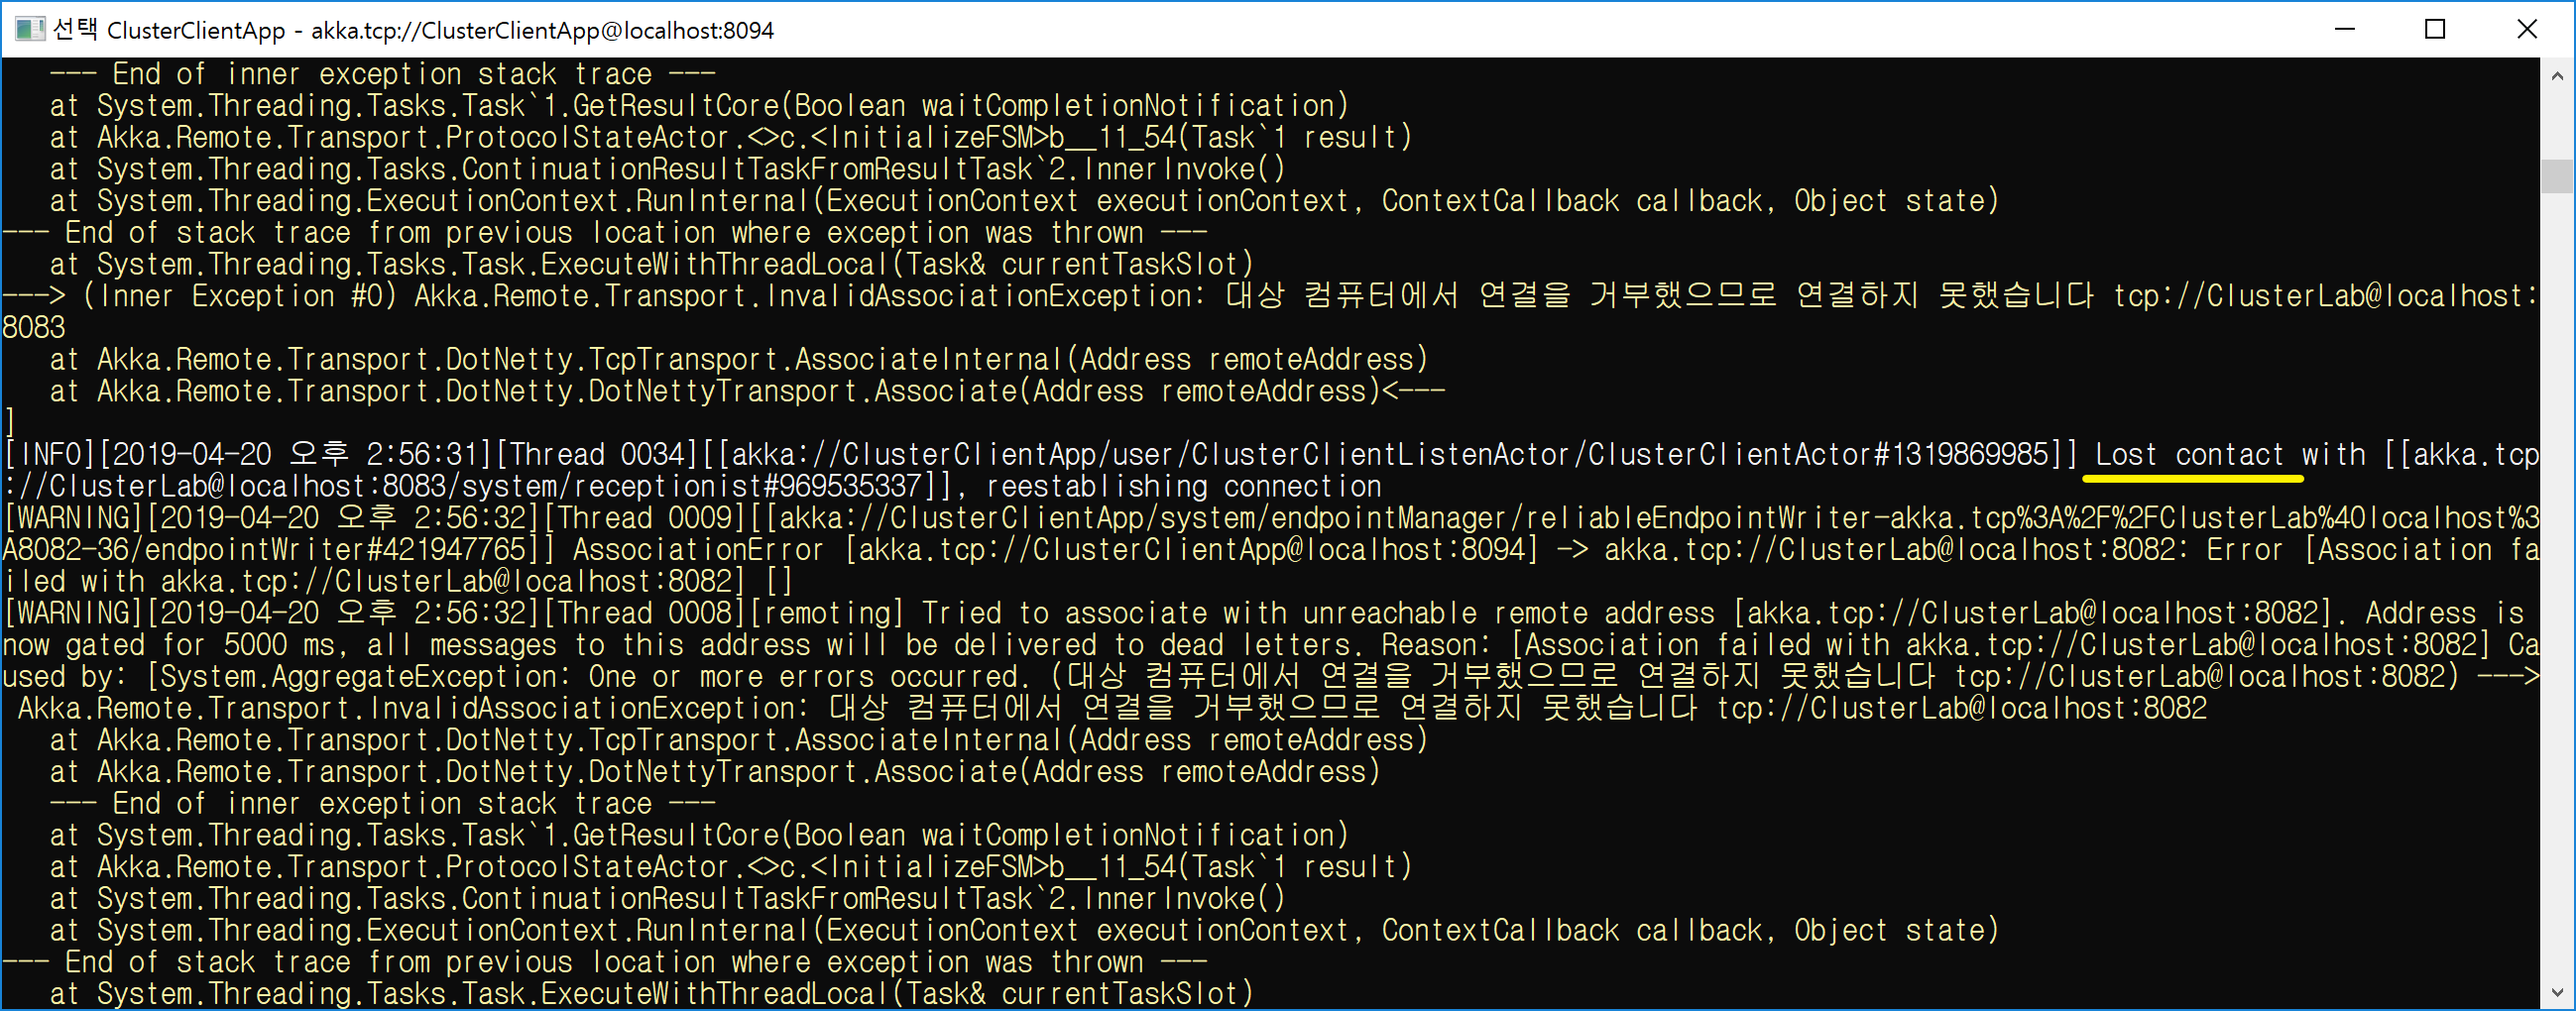 선택 ClusterClientApp - akka.tcp://ClusterClientApp@localhost:8094
--- End of inner exception stack trace ---
at System.Threading.Tasks.Task`1.GetResultCore(Boolean waitCompletionNotification)
at Akka.Remote.Transport.ProtocolStateActor.<>c.<InitializeFSM>b__11_54(Task`1 result)
at System.Threading.Tasks.ContinuationResultTaskFromResultTask`2.InnerInvoke()
at System.Threading.ExecutionContext.RunInternal(ExecutionContext executionContext, ContextCallback callback, Object state)
--- End of stack trace from previous location where exception was thrown ---
at System.Threading.Tasks.Task.ExecuteWithThreadLocal(Task& currentTaskSlot)
---> (Inner Exception #0) Akka.Remote.Transport.InvalidAssociationException: 대상 컴퓨터에서 연결을 거부했으므로 연결하지 못했습니다 tcp://ClusterLab@localhost:
8083
at Akka.Remote.Transport.DotNetty.TcpTransport.AssociateInternal(Address remoteAddress)
at Akka.Remote.Transport.DotNetty.DotNettyTransport.Associate(Address remoteAddress)<---
]
[INFO][2019-04-20 오후 2:56:31][Thread 0034][[akka://ClusterClientApp/user/ClusterClientListenActor/ClusterClientActor#1319869985]] Lost contact with [[akka.tcp
://ClusterLab@localhost:8083/system/receptionist#969535337]], reestablishing connection
[WARNING][2019-04-20 오후 2:56:32][Thread 0009][[akka://ClusterClientApp/system/endpointManager/reliableEndpointWriter-akka.tcp%3A%2F%2FClusterLab%40localhost%3
A8082-36/endpointWriter#421947765]] AssociationError [akka.tcp://ClusterClientApp@localhost:8094] -> akka.tcp://ClusterLab@localhost:8082: Error [Association fa
iled with akka.tcp://ClusterLab@localhost:8082] []
[WARNING][2019-04-20 오후 2:56:32][Thread 0008][remoting] Tried to associate with unreachable remote address [akka.tcp://ClusterLab@localhost:8082]. Address is
now gated for 5000 ms, all messages to this address will be delivered to dead letters. Reason: [Association failed with akka.tcp://ClusterLab@localhost:8082] Ca
used by: [System.AggregateException: One or more errors occurred. (대상 컴퓨터에서 연결을 거부했으므로 연결하지 못했습니다 tcp://ClusterLab@localhost:8082) --->
Akka.Remote.Transport.InvalidAssociationException: 대상 컴퓨터에서 연결을 거부했으므로 연결하지 못했습니다 tcp://ClusterLab@localhost:8082
at Akka.Remote.Transport.DotNetty.TcpTransport.AssociateInternal(Address remoteAddress)
at Akka.Remote.Transport.DotNetty.DotNettyTransport.Associate(Address remoteAddress)
--- End of inner exception stack trace ---
at System.Threading.Tasks.Task`1.GetResultCore(Boolean waitCompletionNotification)
at Akka.Remote.Transport.ProtocolStateActor.<>c.<InitializeFSM>b__11_54(Task`1 result)
at System.Threading.Tasks.ContinuationResultTaskFromResultTask`2.InnerInvoke()
at System.Threading.ExecutionContext.RunInternal(ExecutionContext executionContext, ContextCallback callback, Object state)
--- End of stack trace from previous location where exception was thrown ---
at System.Threading.Tasks.Task.ExecuteWithThreadLocal(Task& currentTaskSlot)